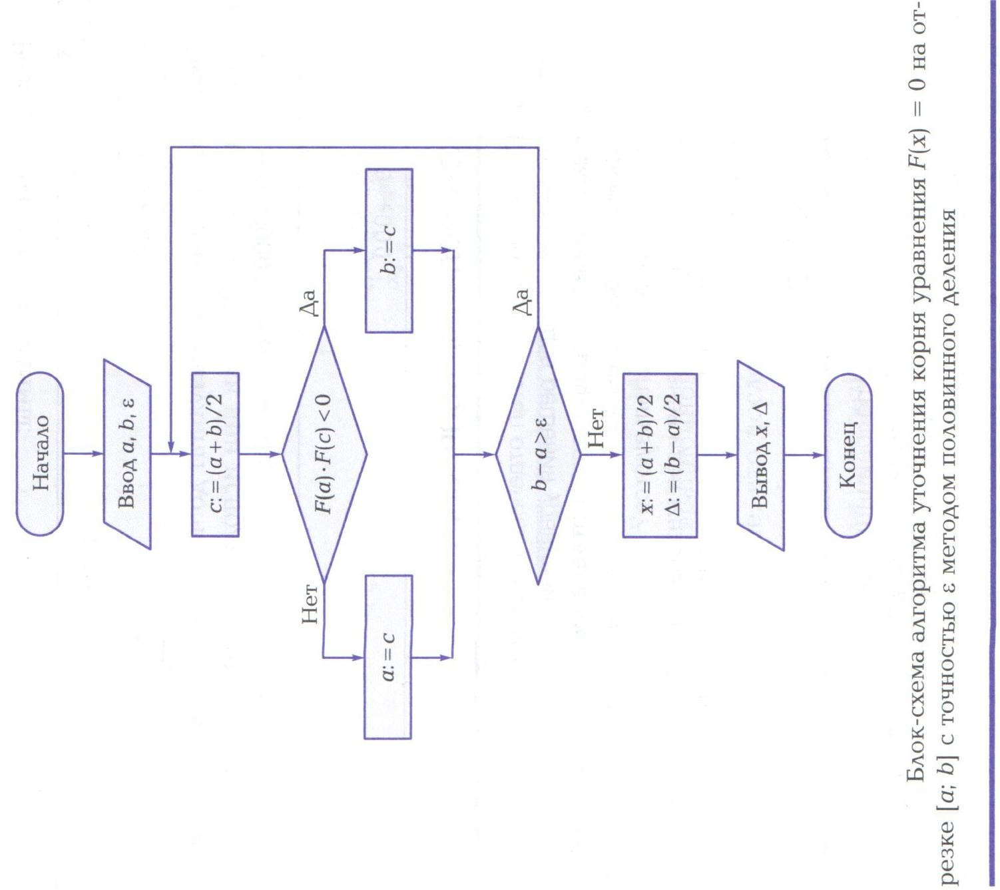 Начало
Ввод a, b, ε
c: = (a + b)/2
F(a) · F(c) < 0
Нет
Да
a: = c
b: = c
b − a > ε
Да
Нет
x: = (a + b)/2
Δ: = (b − a)/2
Вывод x, Δ
Конец
Блок-схема алгоритма уточнения корня уравнения F(x) = 0 на от-
резке [a; b] с точностью ε методом половинного деления